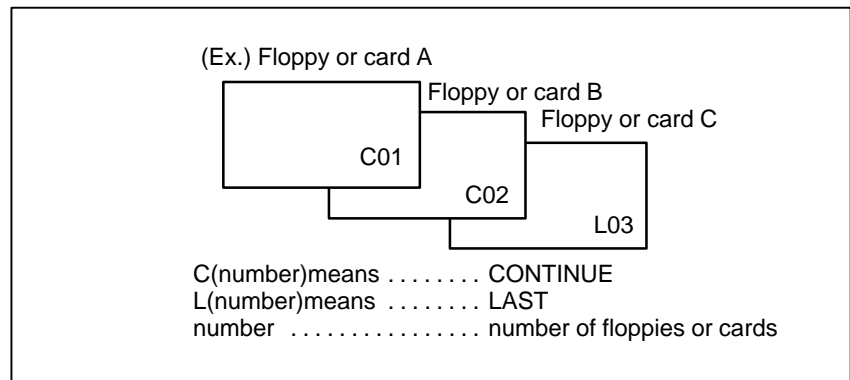 (Ex.) Floppy or card A
Floppy or card B
Floppy or card C
C01
C02
L03
C(number)means . . . . . . . . CONTINUE
L(number)means . . . . . . . . LAST
number . . . . . . . . . . . . . . . . number of floppies or cards